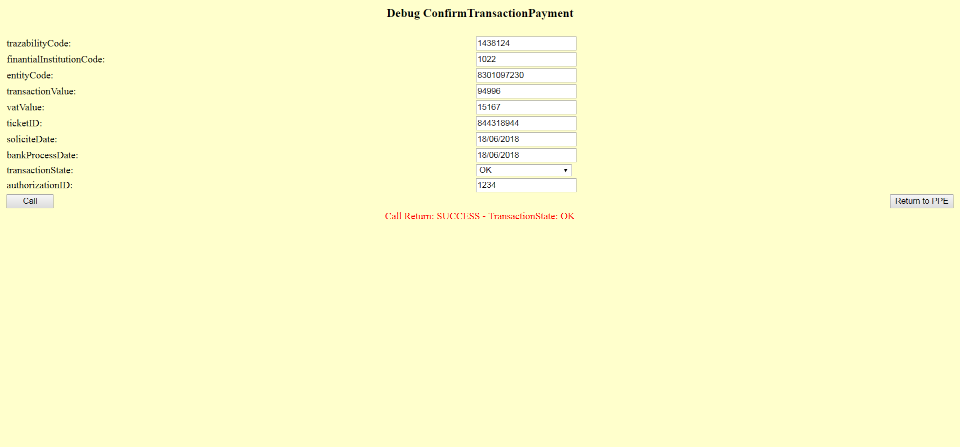 Debug ConfirmTransactionPayment
trazabilityCode: 1438124
finantialInstitutionCode: 1022
entityCode: 8301097230
transactionValue: 94996
vatValue: 15167
ticketID: 844318944
soliciteDate: 18/06/2018
bankProcessDate: 18/06/2018
transactionState: OK
authorizationID: 1234
Call Return to PPE
Call Return: SUCCESS - TransactionState: OK